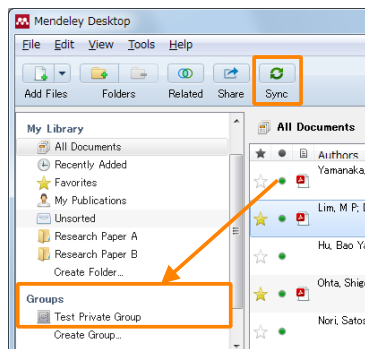 Mendeley Desktop
File Edit View Tools Help
Add Files Folders Related Share Sync
My Library
All Documents
Recently Added
Favorites
My Publications
Unsorted
Research Paper A
Research Paper B
Create Folder...
Groups
Test Private Group
Create Group...
All Documents
Authors
Yamanaka,
Lim, M P;
Hu, Bo Ya
Ohta, Shig
Nori, Satos